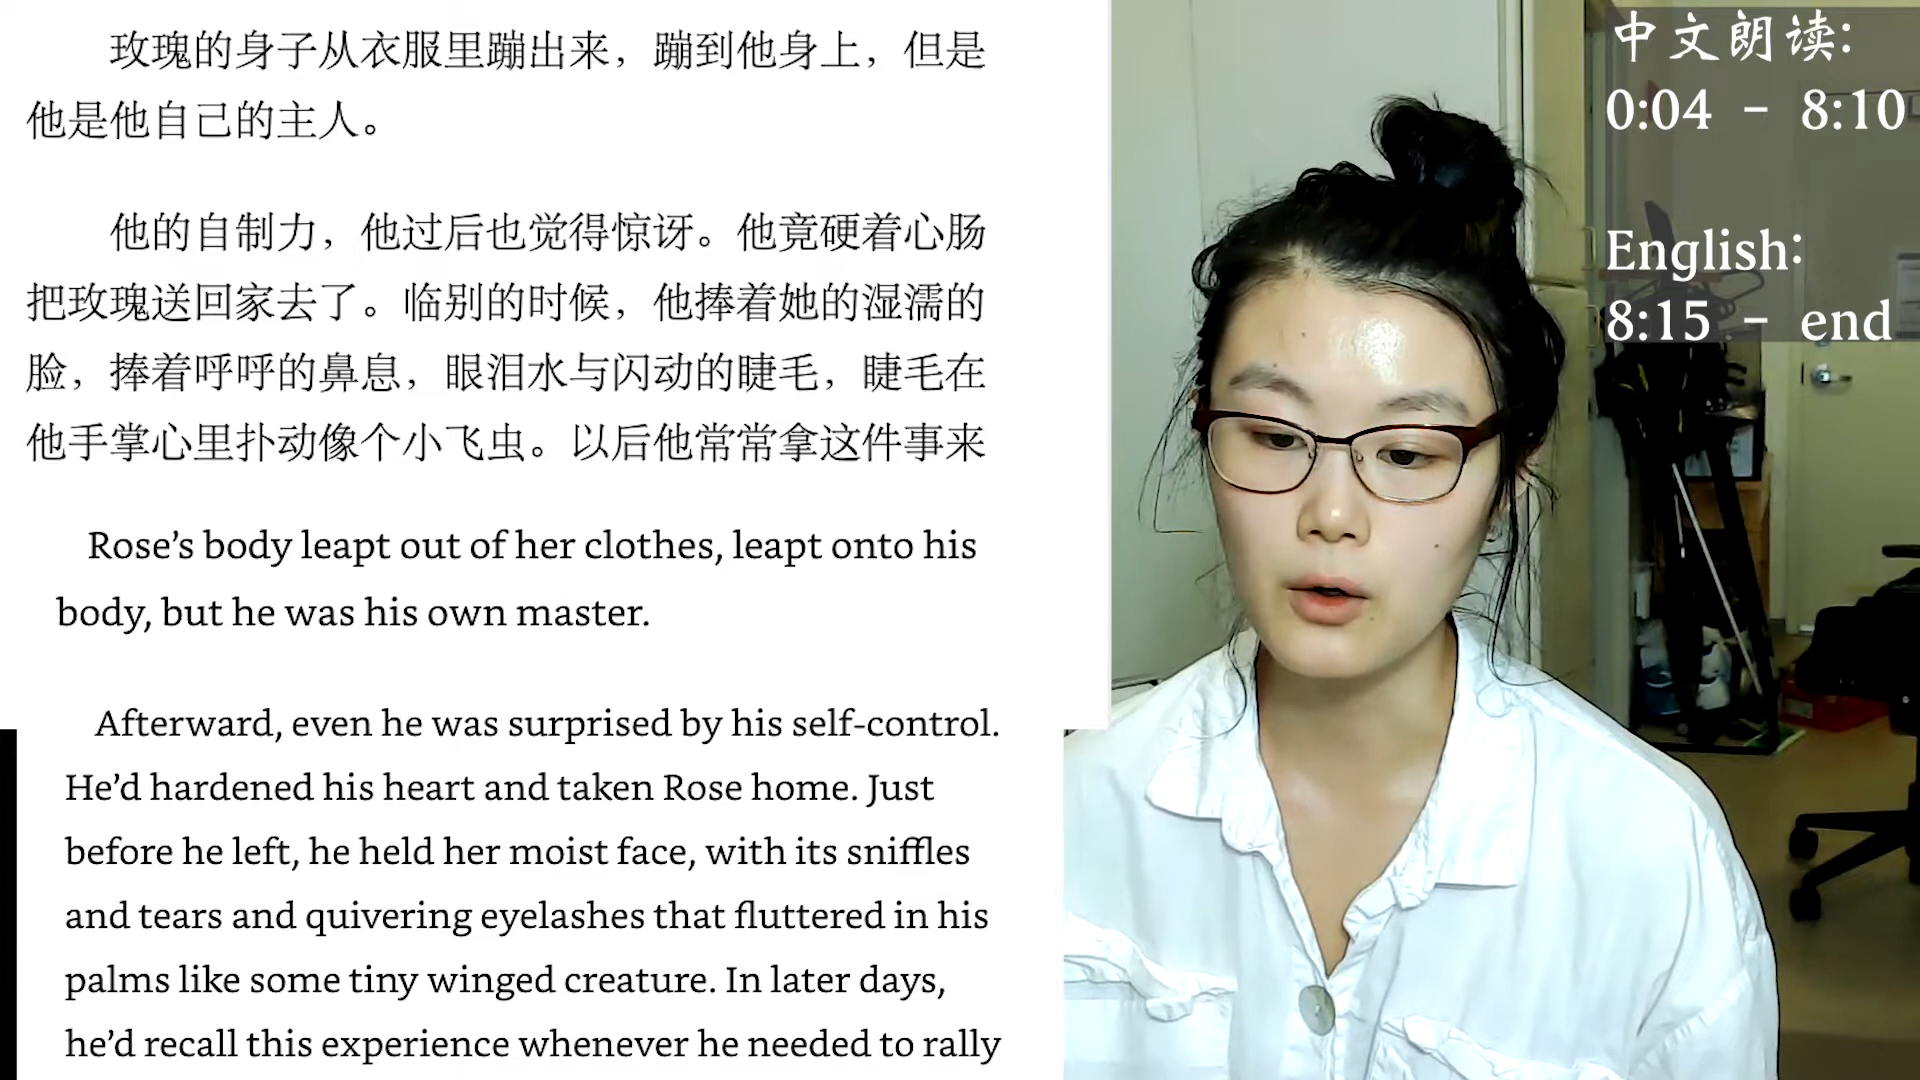 玫瑰的身子从衣服里蹦出来，蹦到他身上，但是
他是他自己的主人。
他的自制力，他过后也觉得惊讶。他竟硬着心肠
把玫瑰送回家去了。临别的时候，他捧着她的湿濡的
脸，捧着呼呼的鼻息，眼泪水与闪动的睫毛，睫毛在
他手掌心里扑动像个小飞虫。以后他常常拿这件事来
Rose’s body leapt out of her clothes, leapt onto his
body, but he was his own master.
Afterward, even he was surprised by his self-control.
He’d hardened his heart and taken Rose home. Just
before he left, he held her moist face, with its sniffles
and tears and quivering eyelashes that fluttered in his
palms like some tiny winged creature. In later days,
he’d recall this experience whenever he needed to rally
中文朗读:
0:04 - 8:10
English:
8:15 - end